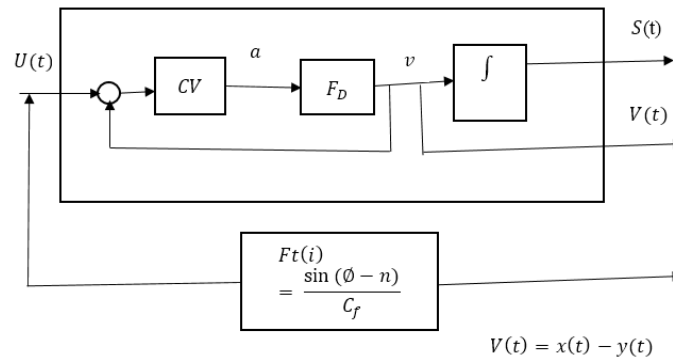 S(t)
U(t)
a
v
CV
F_D
∫
V(t)
Ft(i)
= sin (∅ − n) / C_f
V(t) = x(t) − y(t)